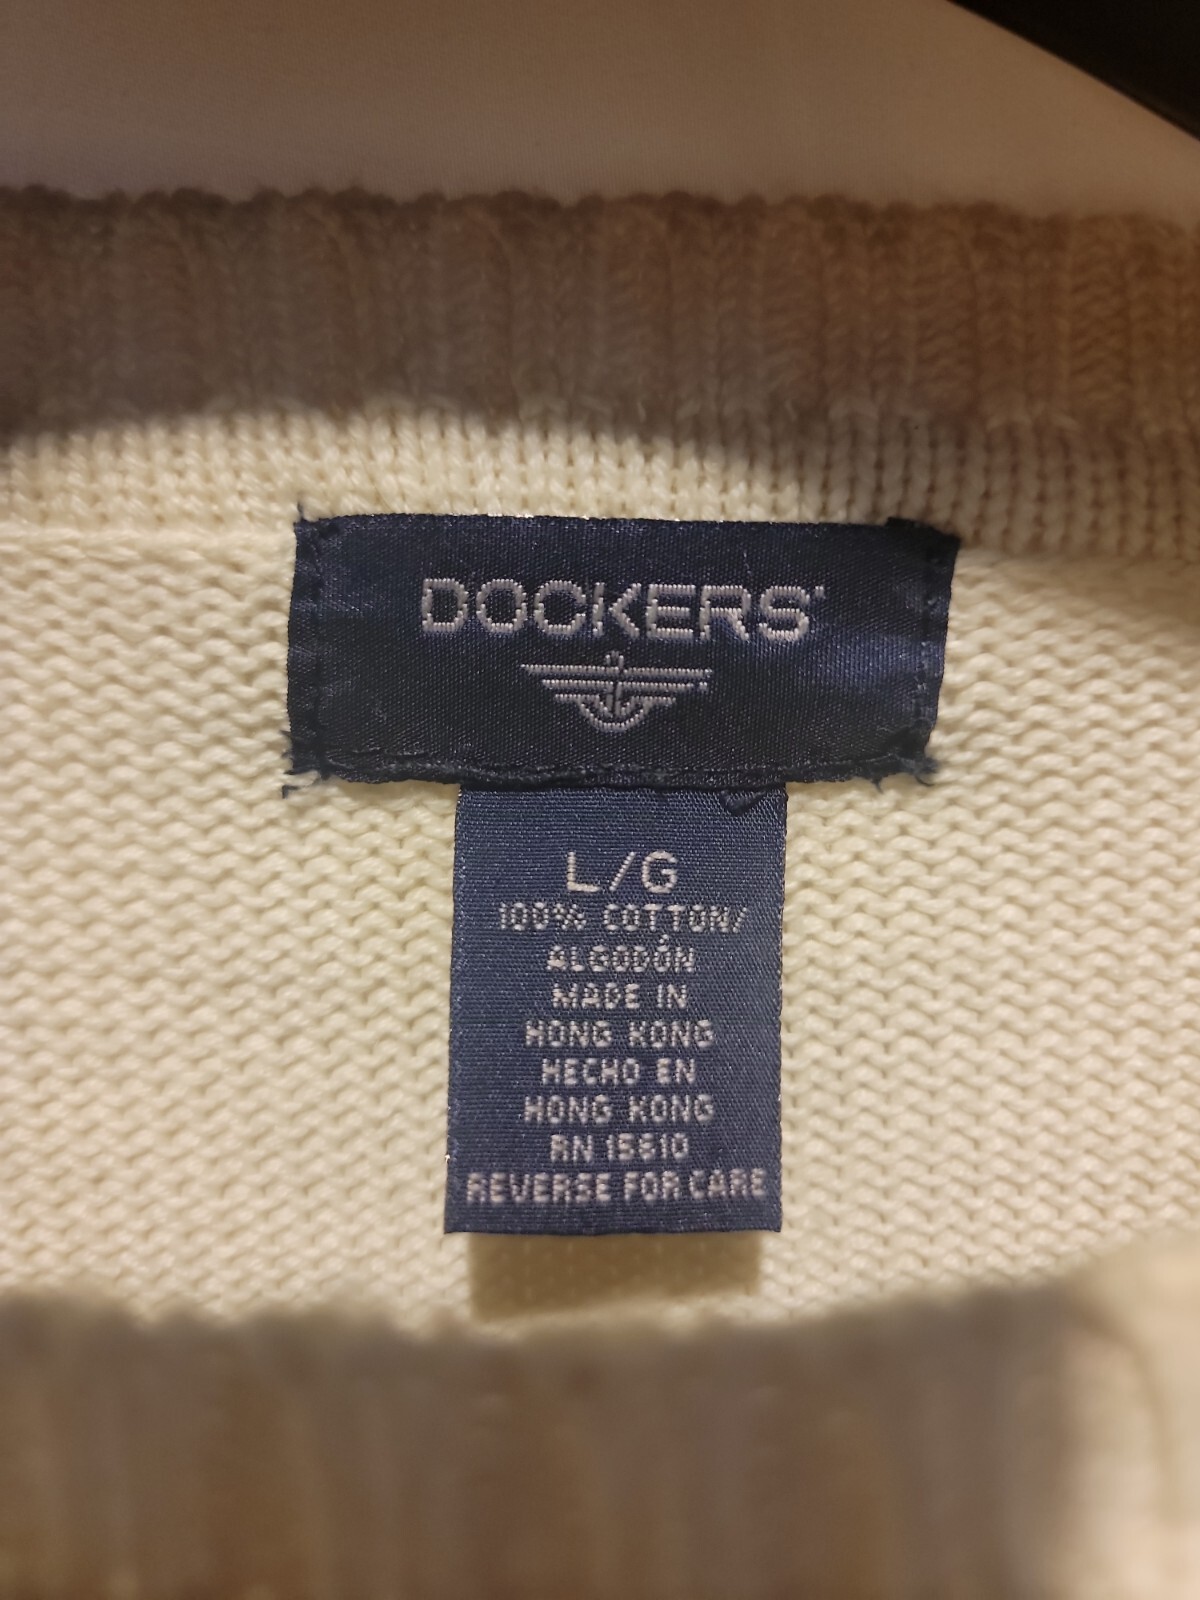 DOCKERS
L/G
100% COTTON/
ALGODÓN
MADE IN
HONG KONG
HECHO EN
HONG KONG
RN 15610
REVERSE FOR CARE